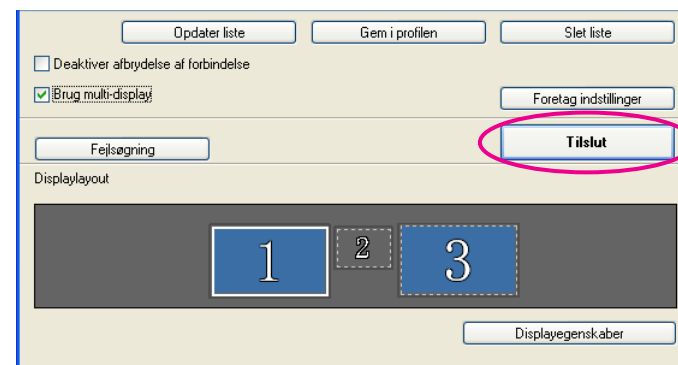 Opdater liste Gem i profilen Slet liste
Deaktiver afbrydelse af forbindelse
Brug multi-display
Foretag indstillinger
Fejlsøgning Tilslut
Displaylayout
1 2 3
Displayegenskaber